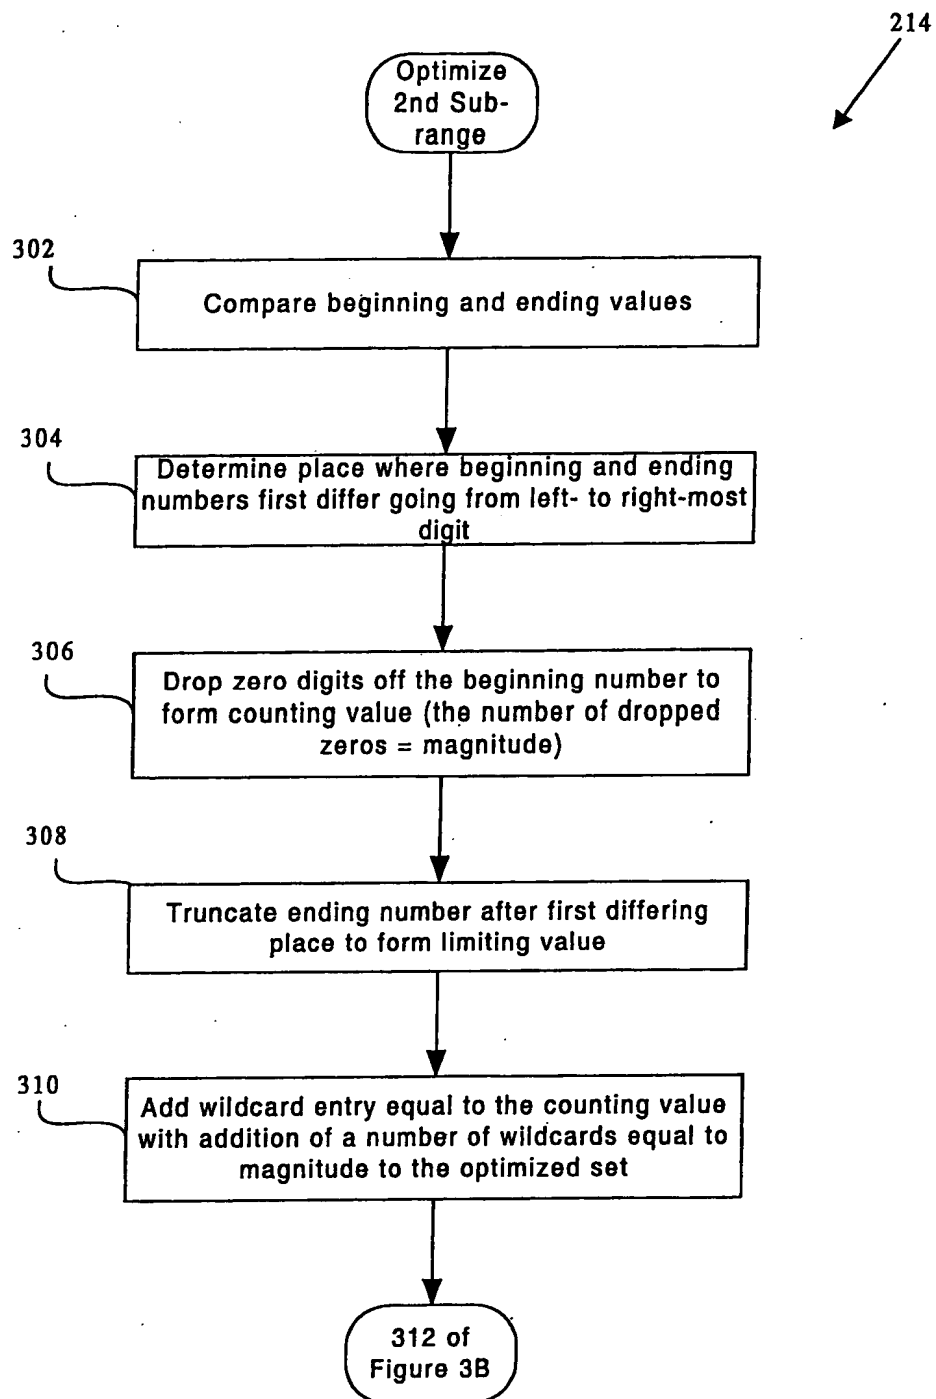 214
Optimize
2nd Sub-
range
302
Compare beginning and ending values
304
Determine place where beginning and ending
numbers first differ going from left- to right-most
digit
306
Drop zero digits off the beginning number to
form counting value (the number of dropped
zeros = magnitude)
308
Truncate ending number after first differing
place to form limiting value
310
Add wildcard entry equal to the counting value
with addition of a number of wildcards equal to
magnitude to the optimized set
312 of
Figure 3B